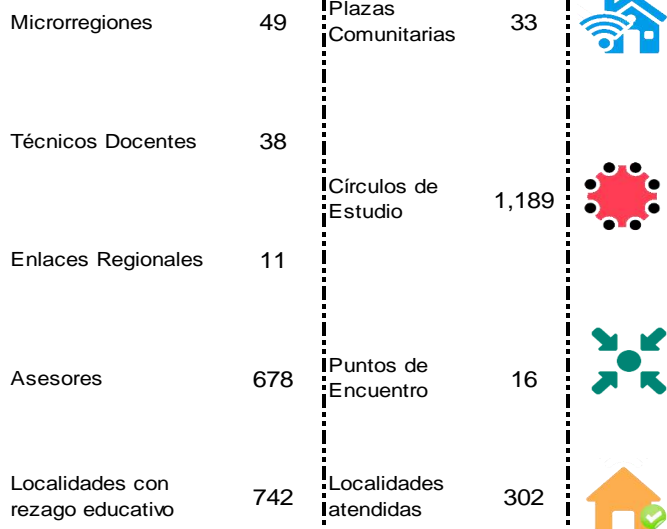 Microrregiones 49
Plazas
Comunitarias 33
Técnicos Docentes 38
Círculos de
Estudio 1,189
Enlaces Regionales 11
Asesores 678
Puntos de
Encuentro 16
Localidades con
rezago educativo 742
Localidades
atendidas 302